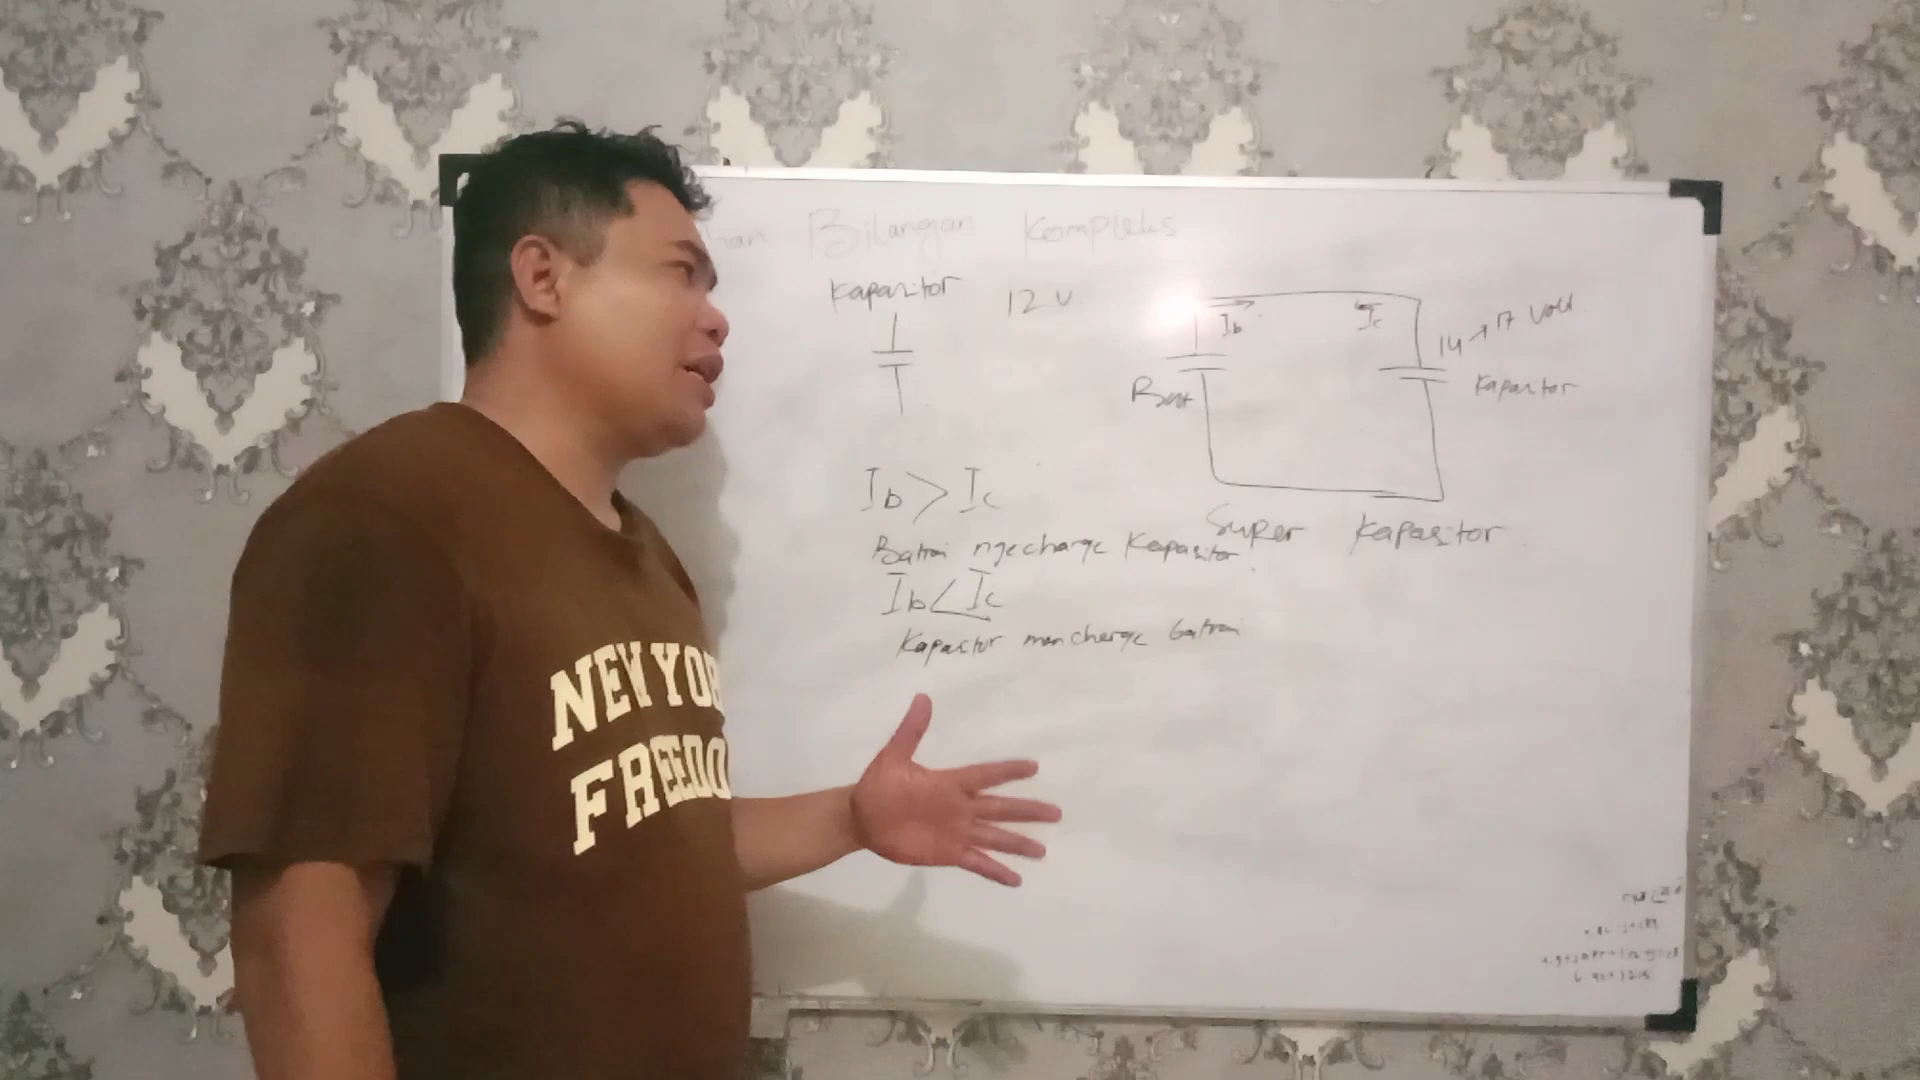 Bilangan Kompleks
Kapasitor 12 V
Ib Ic
14 → 17 Volt
Kapasitor
Bat
Ib > Ic
Super Kapasitor
Batrai ngecharge Kapasitor
Ib < Ic
Kapasitor mencharge batrai
NEW YO
FREEDO